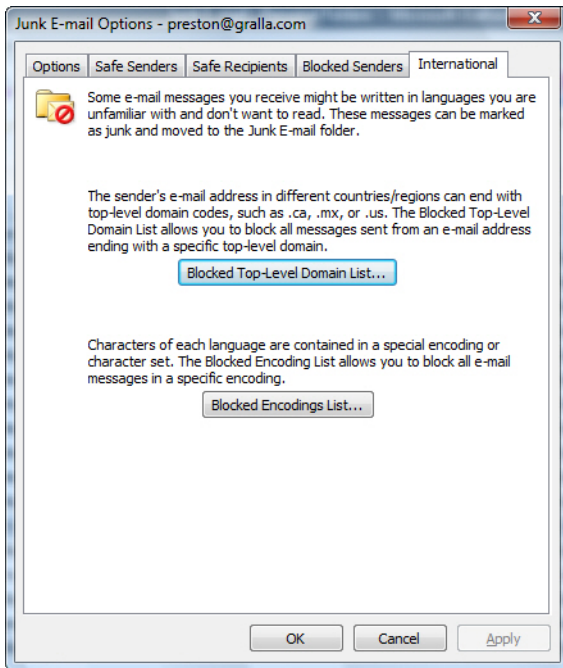 Junk E-mail Options - preston@gralla.com
Options Safe Senders Safe Recipients Blocked Senders International
Some e-mail messages you receive might be written in languages you are
unfamiliar with and don't want to read. These messages can be marked
as junk and moved to the Junk E-mail folder.
The sender's e-mail address in different countries/regions can end with
top-level domain codes, such as .ca, .mx, or .us. The Blocked Top-Level
Domain List allows you to block all messages sent from an e-mail address
ending with a specific top-level domain.
Blocked Top-Level Domain List...
Characters of each language are contained in a special encoding or
character set. The Blocked Encoding List allows you to block all e-mail
messages in a specific encoding.
Blocked Encodings List...
OK Cancel Apply